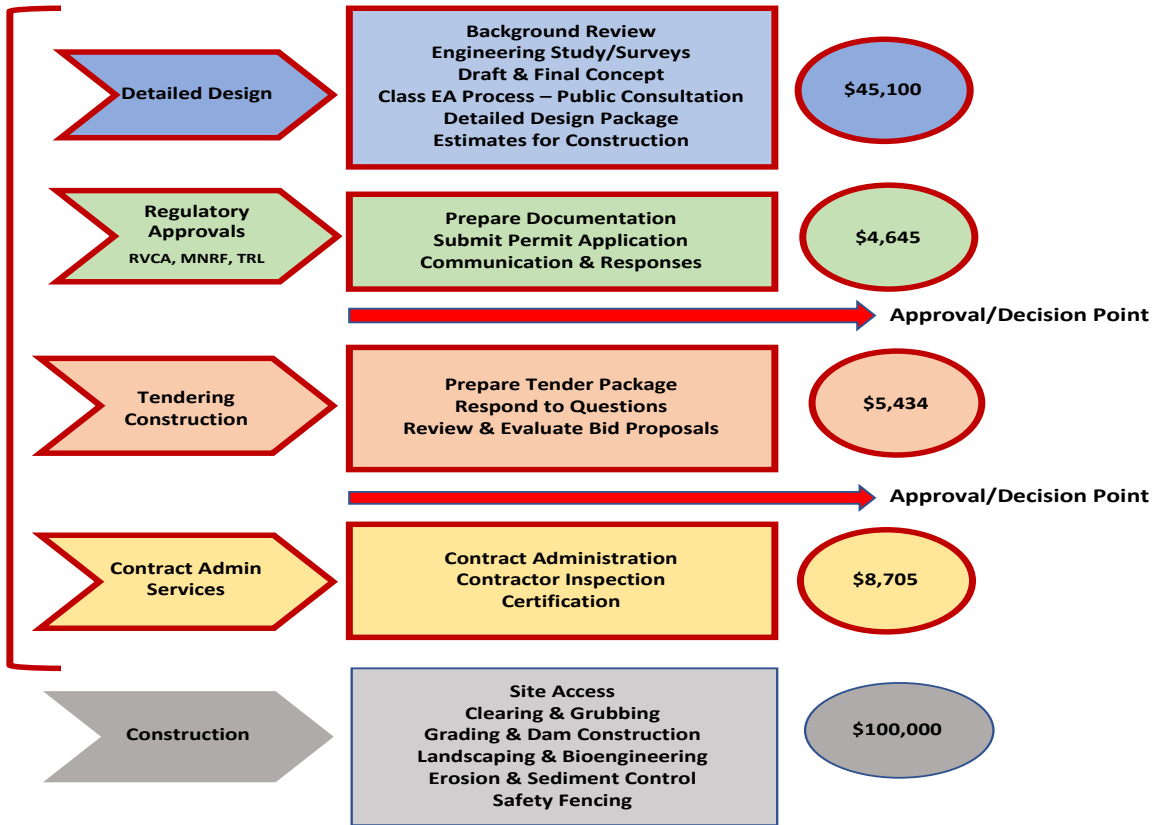 Detailed Design
Background Review
Engineering Study/Surveys
Draft & Final Concept
Class EA Process – Public Consultation
Detailed Design Package
Estimates for Construction
$45,100
Regulatory
Approvals
RVCA, MNRF, TRL
Prepare Documentation
Submit Permit Application
Communication & Responses
$4,645
Approval/Decision Point
Tendering
Construction
Prepare Tender Package
Respond to Questions
Review & Evaluate Bid Proposals
$5,434
Approval/Decision Point
Contract Admin
Services
Contract Administration
Contractor Inspection
Certification
$8,705
Construction
Site Access
Clearing & Grubbing
Grading & Dam Construction
Landscaping & Bioengineering
Erosion & Sediment Control
Safety Fencing
$100,000